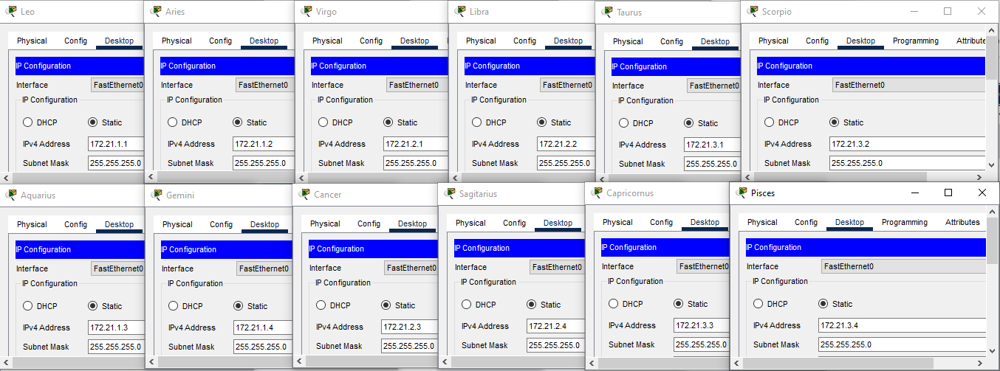 Leo
Physical Config Desktop
IP Configuration
Interface FastEthernet0
IP Configuration
DHCP Static
IPv4 Address 172.21.1.1
Subnet Mask 255.255.255.0
Aries
Physical Config Desktop
IP Configuration
Interface FastEthernet0
IP Configuration
DHCP Static
IPv4 Address 172.21.1.2
Subnet Mask 255.255.255.0
Virgo
Physical Config Desktop
IP Configuration
Interface FastEthernet0
IP Configuration
DHCP Static
IPv4 Address 172.21.2.1
Subnet Mask 255.255.255.0
Libra
Physical Config Desktop
IP Configuration
Interface FastEthernet0
IP Configuration
DHCP Static
IPv4 Address 172.21.2.2
Subnet Mask 255.255.255.0
Taurus
Physical Config Desktop
IP Configuration
Interface FastEthernet0
IP Configuration
DHCP Static
IPv4 Address 172.21.3.1
Subnet Mask 255.255.255.0
Scorpio
Physical Config Desktop Programming Attribute
IP Configuration
Interface FastEthernet0
IP Configuration
DHCP Static
IPv4 Address 172.21.3.2
Subnet Mask 255.255.255.0
Aquarius
Physical Config Desktop
IP Configuration
Interface FastEthernet0
IP Configuration
DHCP Static
IPv4 Address 172.21.1.3
Subnet Mask 255.255.255.0
Gemini
Physical Config Desktop
IP Configuration
Interface FastEthernet0
IP Configuration
DHCP Static
IPv4 Address 172.21.1.4
Subnet Mask 255.255.255.0
Cancer
Physical Config Desktop
IP Configuration
Interface FastEthernet0
IP Configuration
DHCP Static
IPv4 Address 172.21.2.3
Subnet Mask 255.255.255.0
Sagitarius
Physical Config Desktop
IP Configuration
Interface FastEthernet0
IP Configuration
DHCP Static
IPv4 Address 172.21.2.4
Subnet Mask 255.255.255.0
Capricornus
Physical Config Desktop
IP Configuration
Interface FastEthernet0
IP Configuration
DHCP Static
IPv4 Address 172.21.3.3
Subnet Mask 255.255.255.0
Pisces
Physical Config Desktop Programming Attributes
IP Configuration
Interface FastEthernet0
IP Configuration
DHCP Static
IPv4 Address 172.21.3.4
Subnet Mask 255.255.255.0